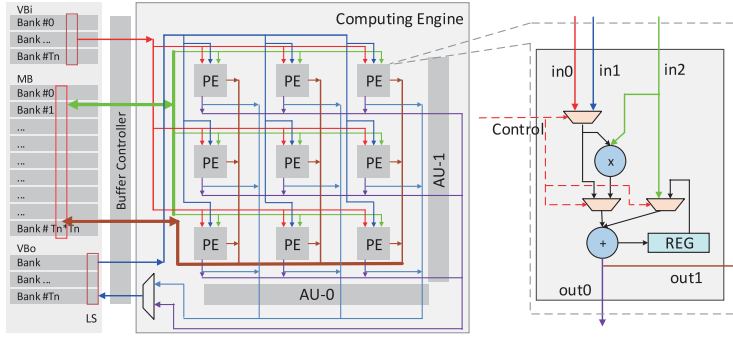 VBi
Bank #0
Bank ...
Bank #Tn
MB
Bank #0
Bank #1
...
...
...
...
...
...
Bank # Tn*Tn
VBo
Bank
Bank ...
Bank #Tn
LS
Buffer Controller
Computing Engine
PE
PE
PE
PE
PE
PE
PE
PE
PE
AU-1
AU-0
in0
in1
in2
Control
x
+
REG
out0
out1